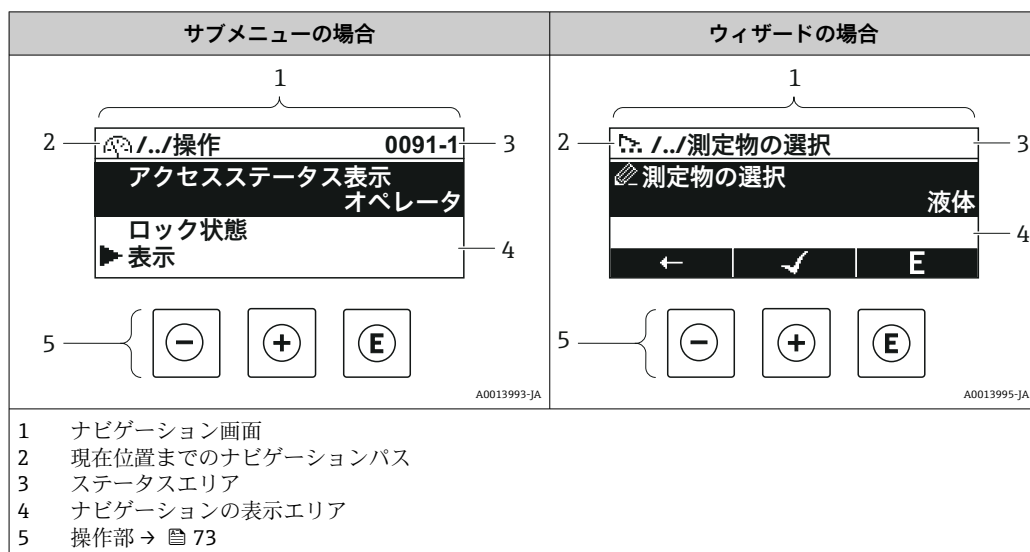 サブメニューの場合
1
2
/../操作 0091-1
3
アクセスステータス表示
オペレータ
ロック状態
表示
4
5
E
A0013993-JA
ウィザードの場合
1
2
/../測定物の選択
3
測定物の選択
液体
4
E
5
E
A0013995-JA
1 ナビゲーション画面
2 現在位置までのナビゲーションパス
3 ステータスエリア
4 ナビゲーションの表示エリア
5 操作部 → 73